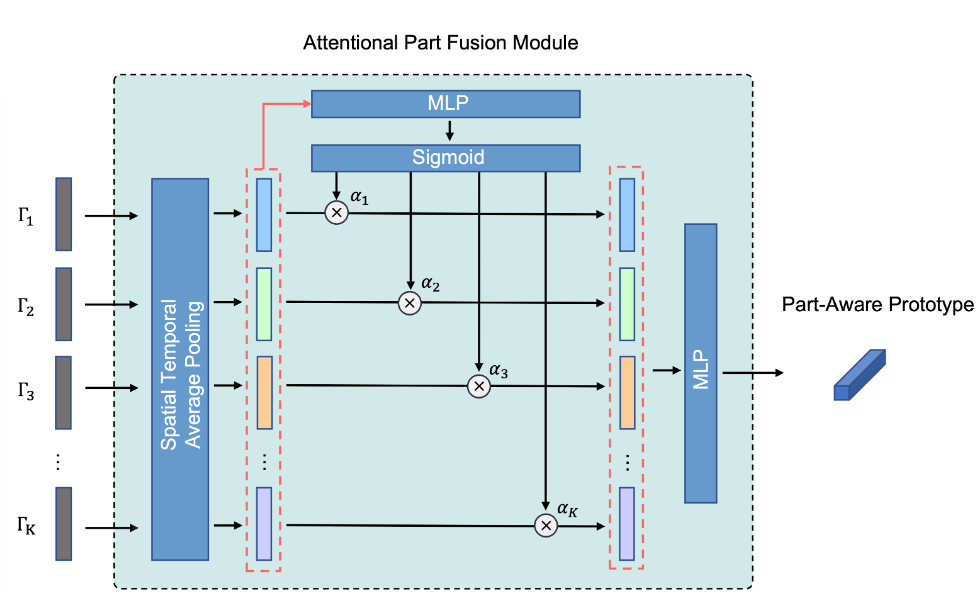 Attentional Part Fusion Module
MLP
Sigmoid
Γ1
Γ2
Γ3
⋮
ΓK
Spatial Temporal
Average Pooling
⋮
α1
α2
α3
αK
⋮
MLP
Part-Aware Prototype